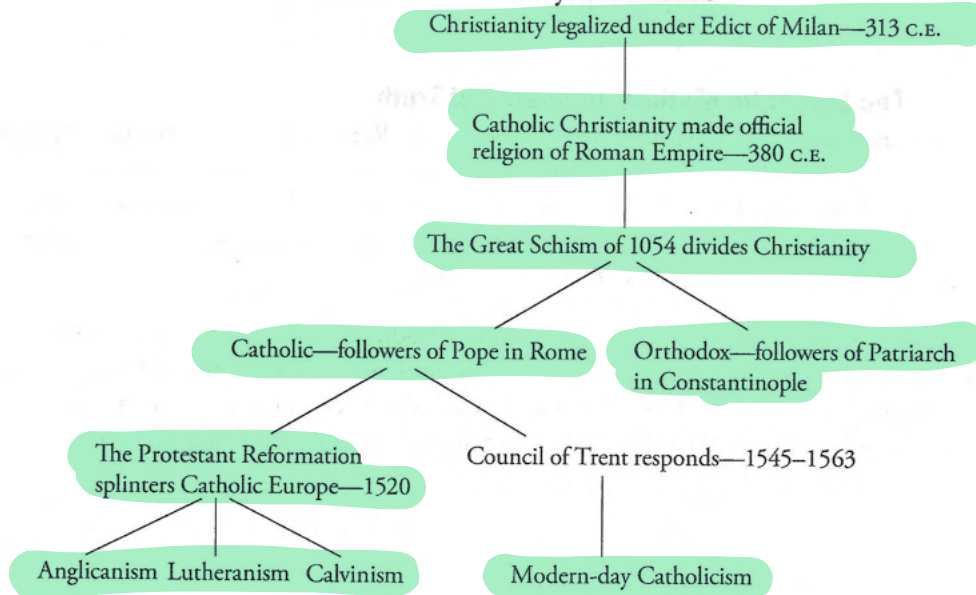 Christianity legalized under Edict of Milan—313 C.E.
Catholic Christianity made official
religion of Roman Empire—380 C.E.
The Great Schism of 1054 divides Christianity
Catholic—followers of Pope in Rome
Orthodox—followers of Patriarch
in Constantinople
The Protestant Reformation
splinters Catholic Europe—1520
Council of Trent responds—1545–1563
Anglicanism Lutheranism Calvinism
Modern-day Catholicism